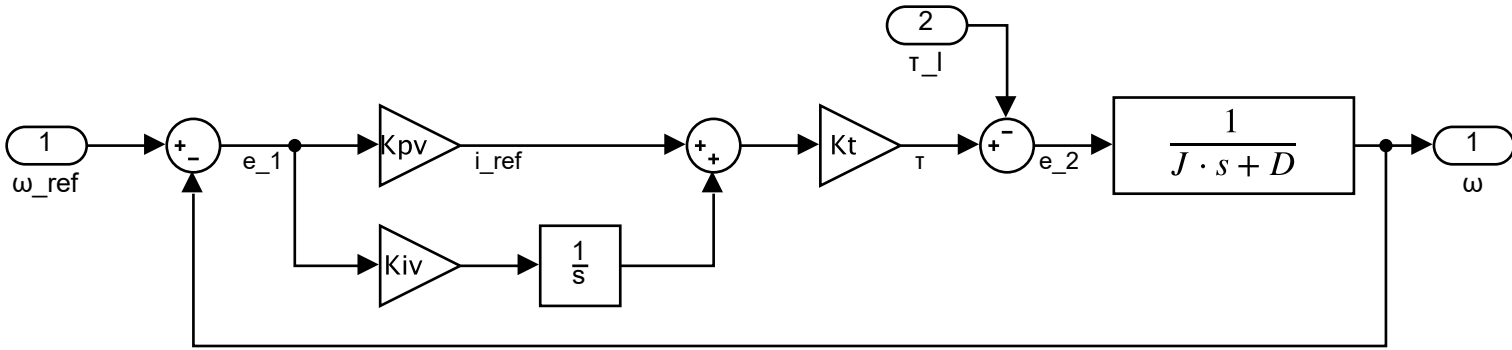 2
τ_l
1
ω_ref
+
−
e_1
Kpv
i_ref
+
+
Kt
τ
−
+
e_2
1
J · s + D
1
ω
Kiv
1
s